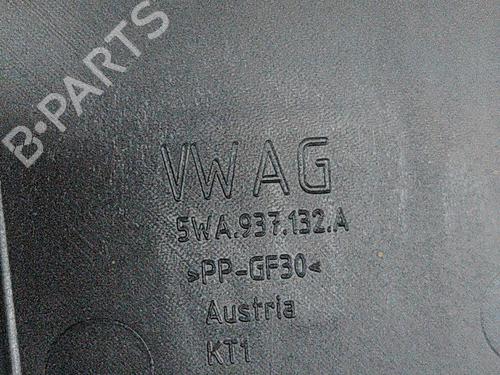 B-PARTS
VW AG
5WA.937.132.A
>PP-GF30<
Austria
KT1